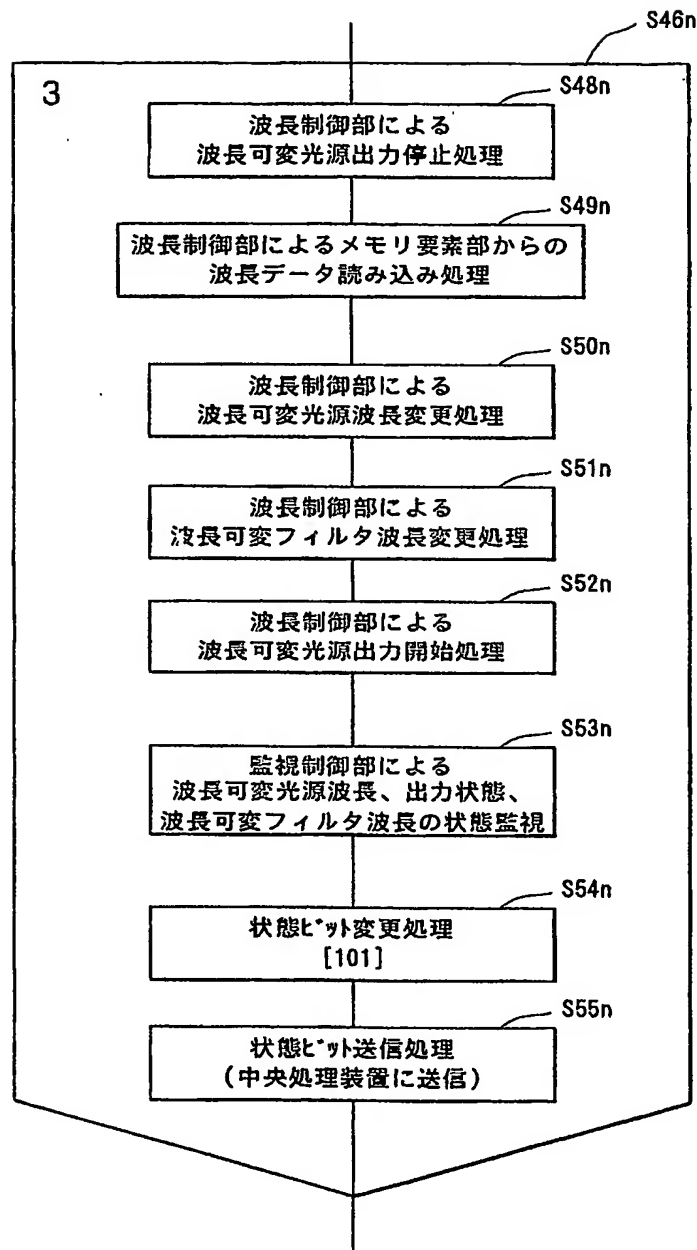 S46n
3
S48n
波長制御部による
波長可変光源出力停止処理
S49n
波長制御部によるメモリ要素部からの
波長データ読み込み処理
S50n
波長制御部による
波長可変光源波長変更処理
S51n
波長制御部による
波長可変フィルタ波長変更処理
S52n
波長制御部による
波長可変光源出力開始処理
S53n
監視制御部による
波長可変光源波長、出力状態、
波長可変フィルタ波長の状態監視
S54n
状態ﾋﾞｯﾄ変更処理
[101]
S55n
状態ﾋﾞｯﾄ送信処理
(中央処理装置に送信)